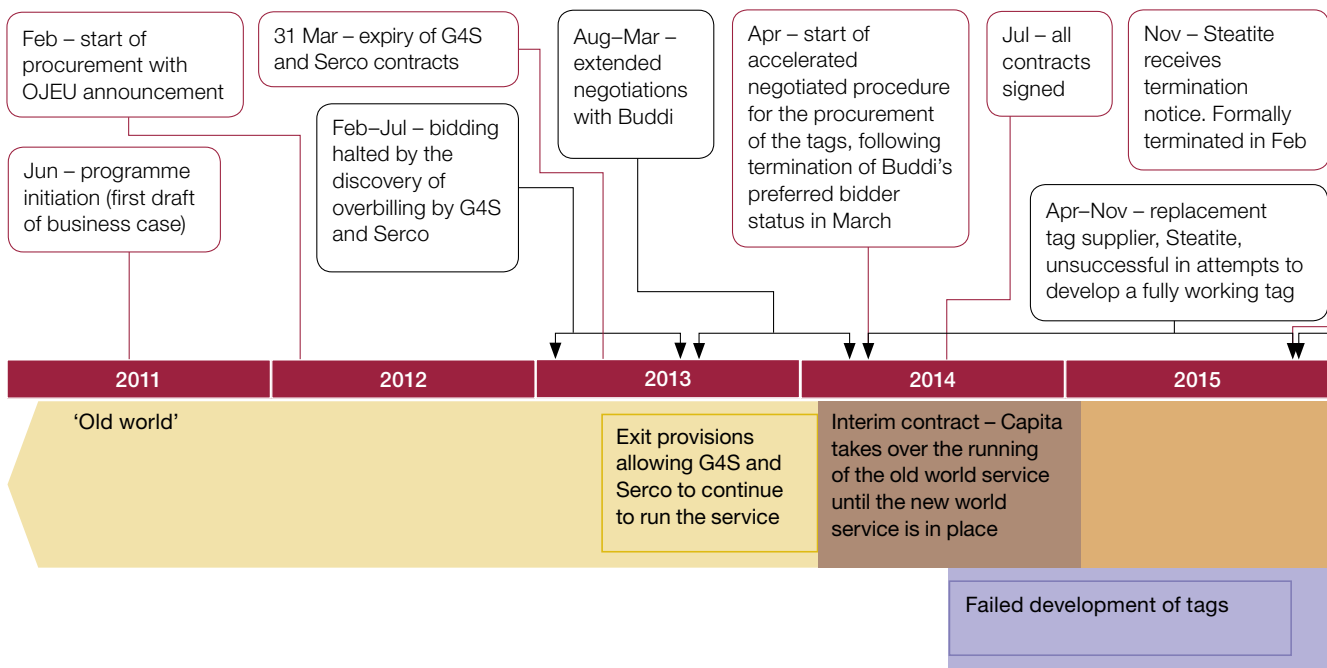 Feb – start of
procurement with
OJEU announcement
31 Mar – expiry of G4S
and Serco contracts
Aug–Mar –
extended
negotiations
with Buddi
Apr – start of
accelerated
negotiated procedure
for the procurement
of the tags, following
termination of Buddi’s
preferred bidder
status in March
Jul – all
contracts
signed
Nov – Steatite
receives
termination
notice. Formally
terminated in Feb
Jun – programme
initiation (first draft
of business case)
Feb–Jul – bidding
halted by the
discovery of
overbilling by G4S
and Serco
Apr–Nov – replacement
tag supplier, Steatite,
unsuccessful in attempts to
develop a fully working tag
2011
2012
2013
2014
2015
‘Old world’
Exit provisions
allowing G4S and
Serco to continue
to run the service
Interim contract – Capita
takes over the running
of the old world service
until the new world
service is in place
Failed development of tags